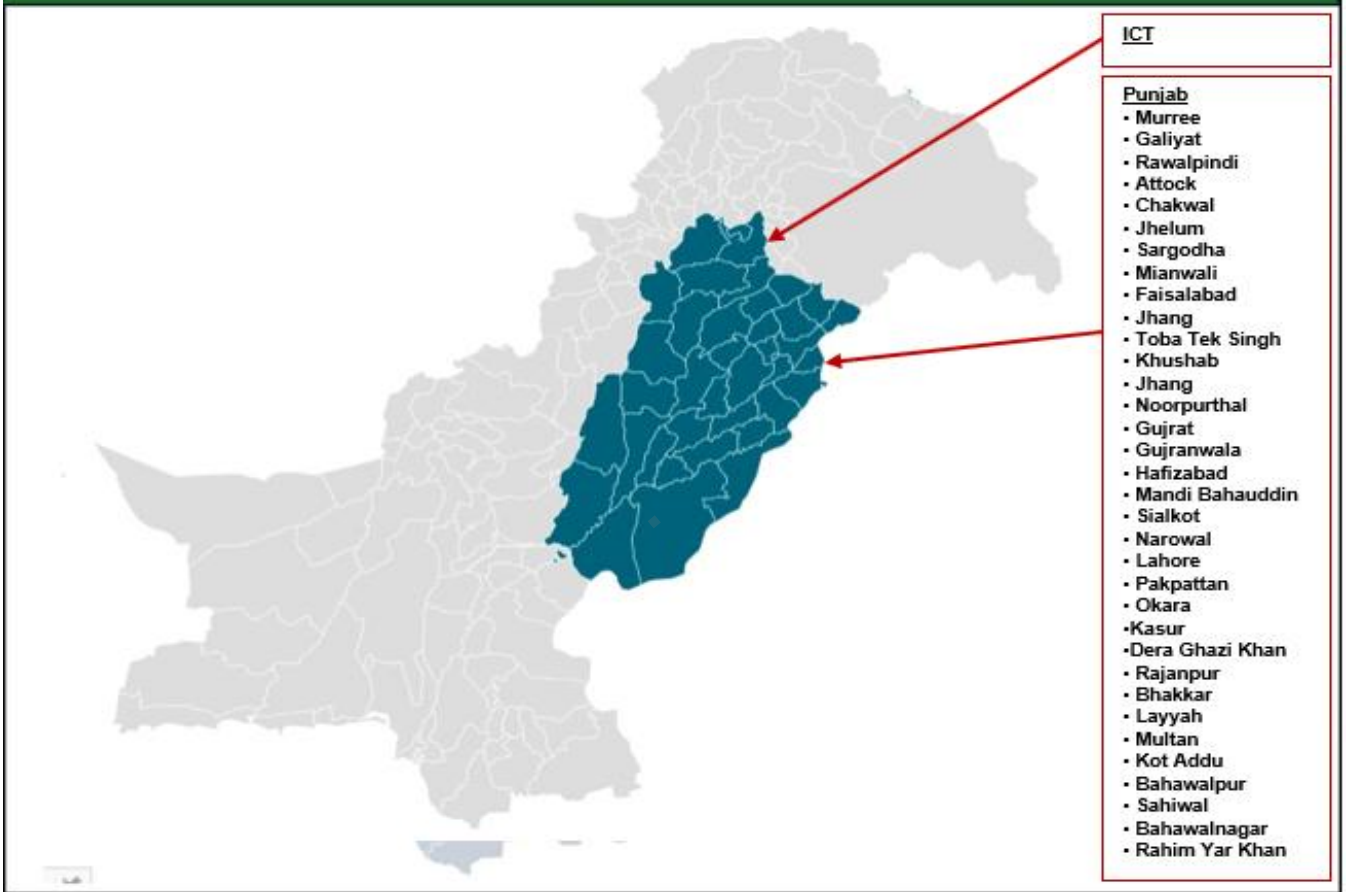 ICT
Punjab
• Murree
• Galiyat
• Rawalpindi
• Attock
• Chakwal
• Jhelum
• Sargodha
• Mianwali
• Faisalabad
• Jhang
• Toba Tek Singh
• Khushab
• Jhang
• Noorpurthal
• Gujrat
• Gujranwala
• Hafizabad
• Mandi Bahauddin
• Sialkot
• Narowal
• Lahore
• Pakpattan
• Okara
•Kasur
•Dera Ghazi Khan
• Rajanpur
• Bhakkar
• Layyah
• Multan
• Kot Addu
• Bahawalpur
• Sahiwal
• Bahawalnagar
• Rahim Yar Khan